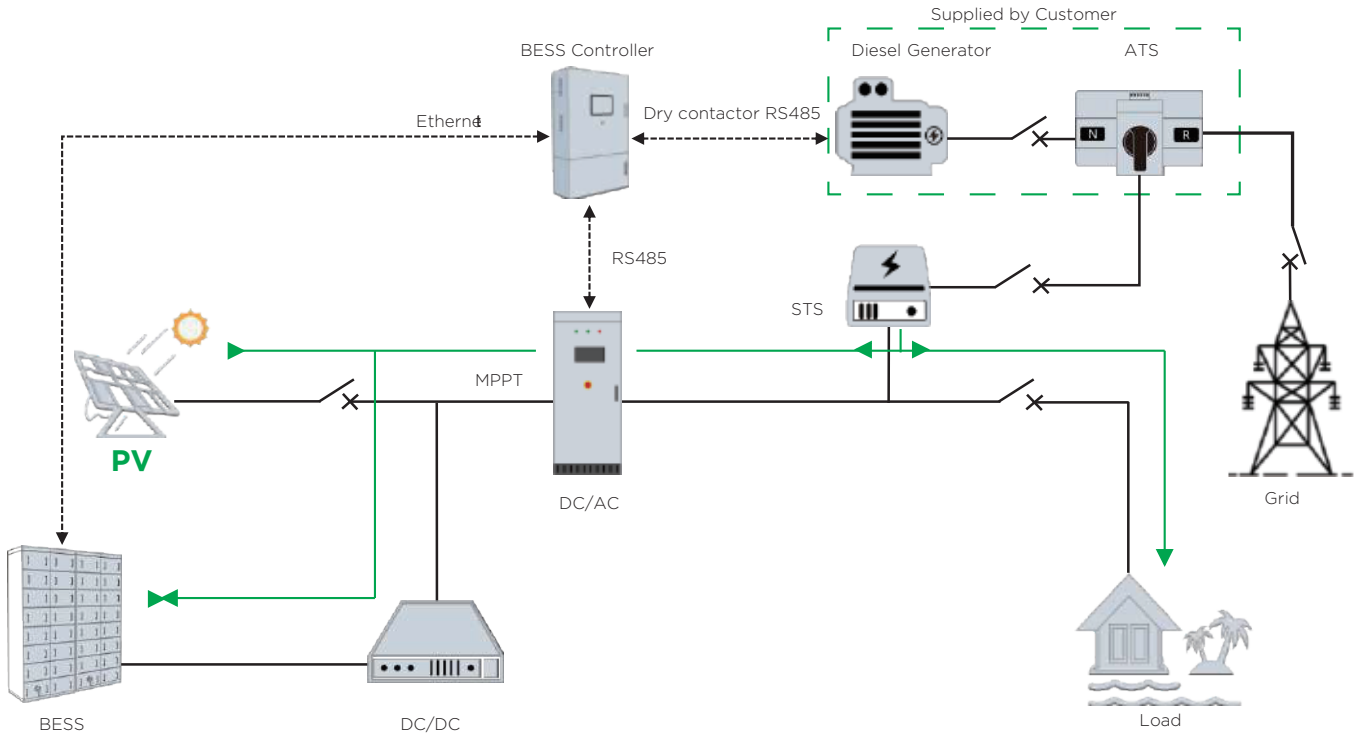 Supplied by Customer
BESS Controller
Diesel Generator
ATS
Ethernet
Dry contactor RS485
N
R
RS485
STS
MPPT
PV
DC/AC
Grid
BESS
DC/DC
Load